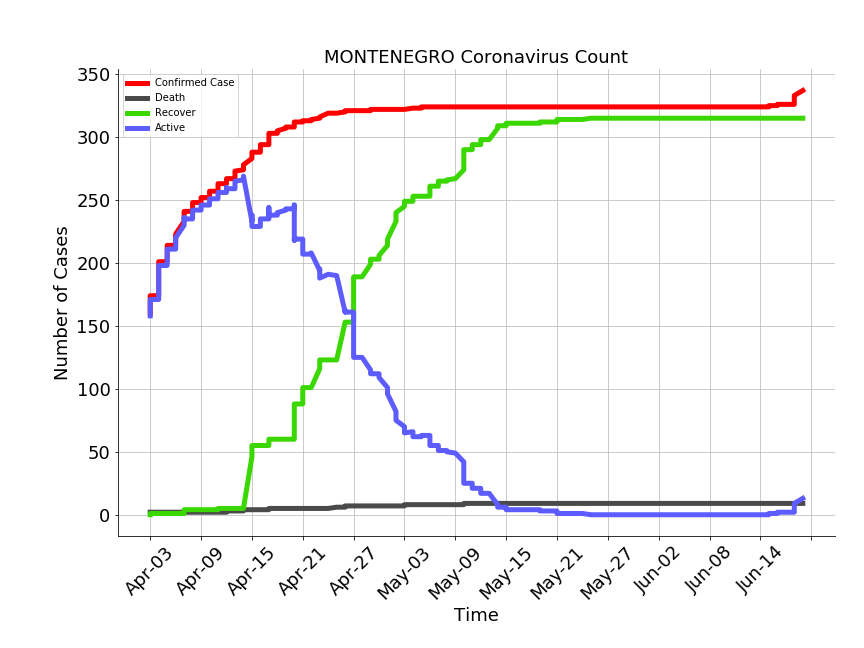 MONTENEGRO Coronavirus Count
Confirmed Case
Death
Recover
Active
350
300
250
200
150
100
50
0
Number of Cases
Apr-03
Apr-09
Apr-15
Apr-21
Apr-27
May-03
May-09
May-15
May-21
May-27
Jun-02
Jun-08
Jun-14
Time